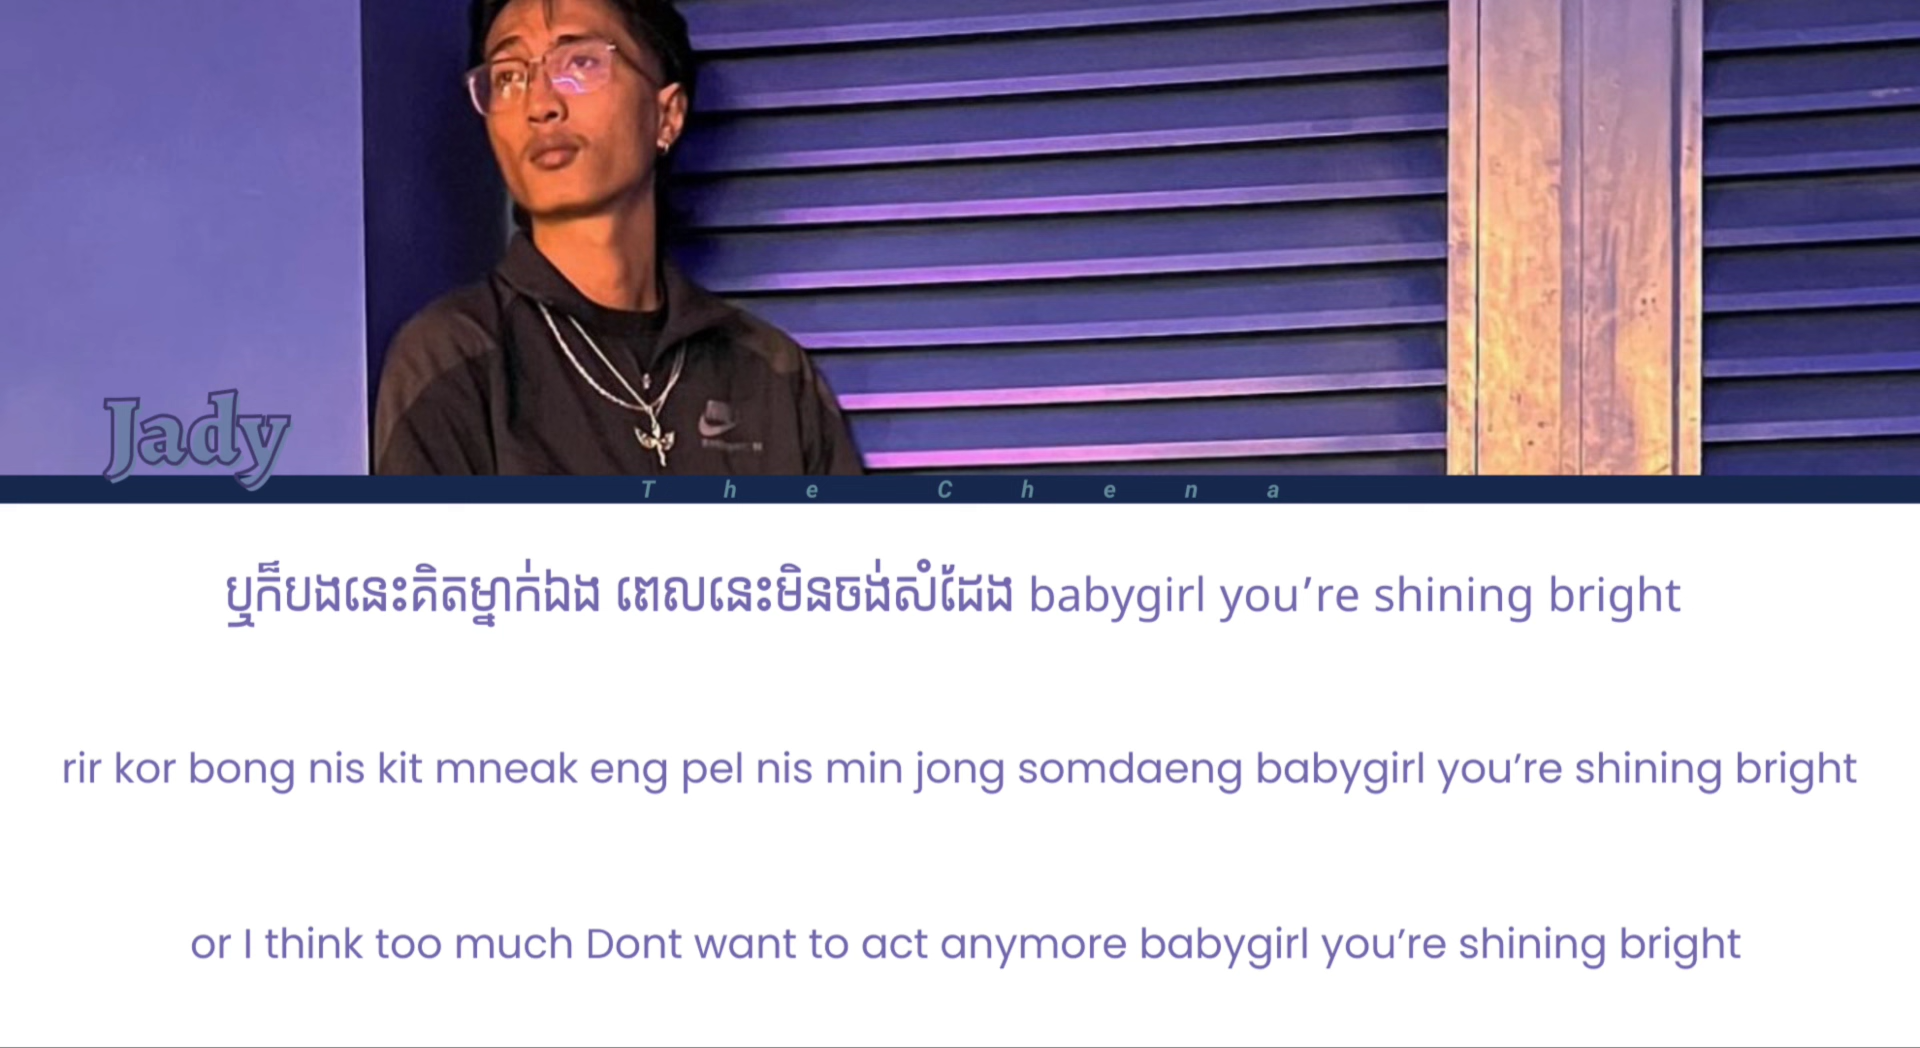 Jady
The Chena
ឬក៏បងនេះគិតម្នាក់ឯង ពេលនេះមិនចង់សំដែង babygirl you’re shining bright
rir kor bong nis kit mneak eng pel nis min jong somdaeng babygirl you’re shining bright
or I think too much Dont want to act anymore babygirl you’re shining bright